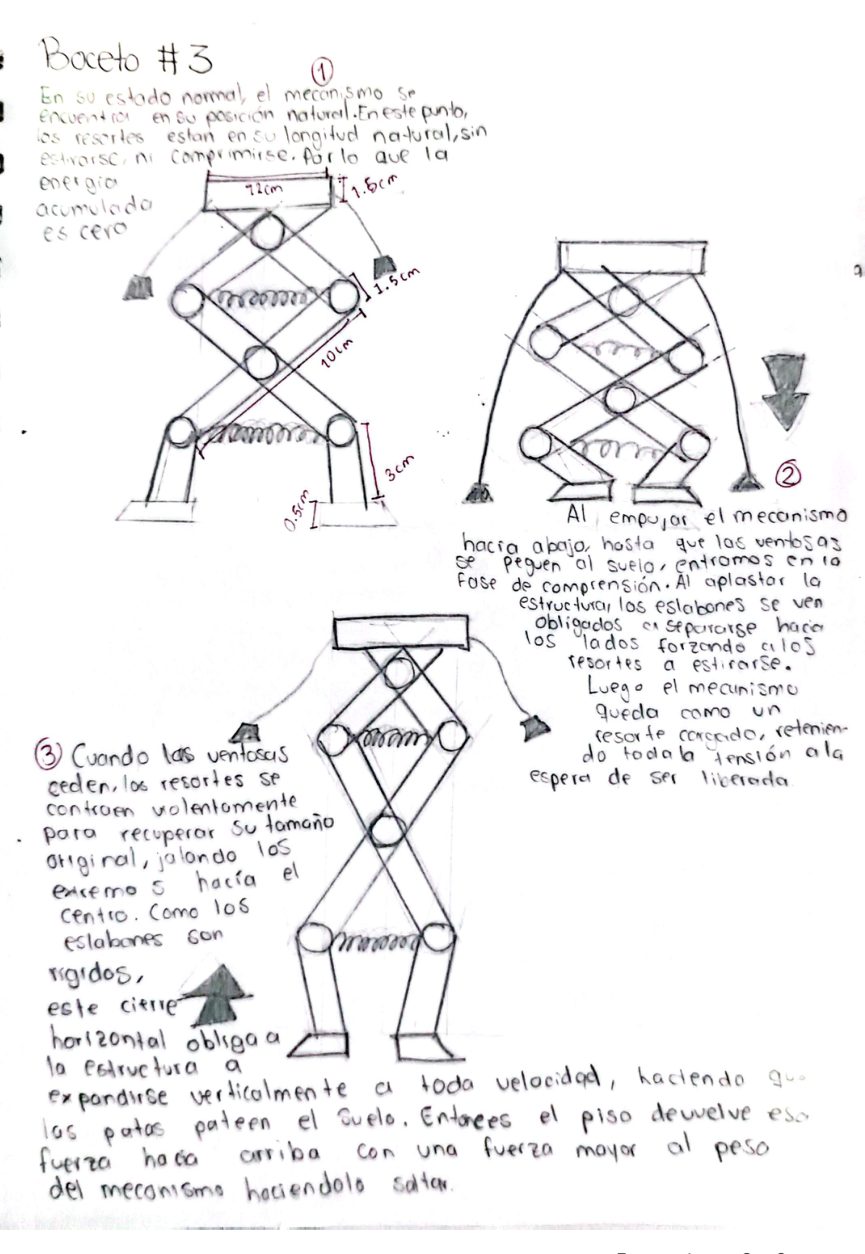 Boceto #3
①
En su estado normal, el mecanismo se
encuentra en su posición natural. En este punto,
los resortes estan en su longitud natural, sin
estirarse, ni comprimirse. Por lo que la
energia
acumulada
es cero
12cm
1.5cm
1.5cm
10cm
3cm
0.5cm
②
Al empujar el mecanismo
hacia abajo, hasta que las ventosas
se peguen al suelo, entramos en la
fase de comprensión. Al aplastar la
estructura, los eslabones se ven
obligados a separarse hacia
los lados forzando a los
resortes a estirarse.
Luego el mecanismo
queda como un
resorte cargado, retenien-
do toda la tensión a la
espera de ser liberada
③ Cuando las ventosas
ceden, los resortes se
contraen violentamente
para recuperar su tamaño
original, jalando los
extremos hacía el
centro. Como los
eslabones son
rígidos,
este cierre
horizontal obliga a
la estructura a
expandirse verticalmente a toda velocidad, haciendo que
las patas pateen el suelo. Entonces el piso devuelve esa
fuerza hacia arriba con una fuerza mayor al peso
del mecanismo haciendolo saltar.